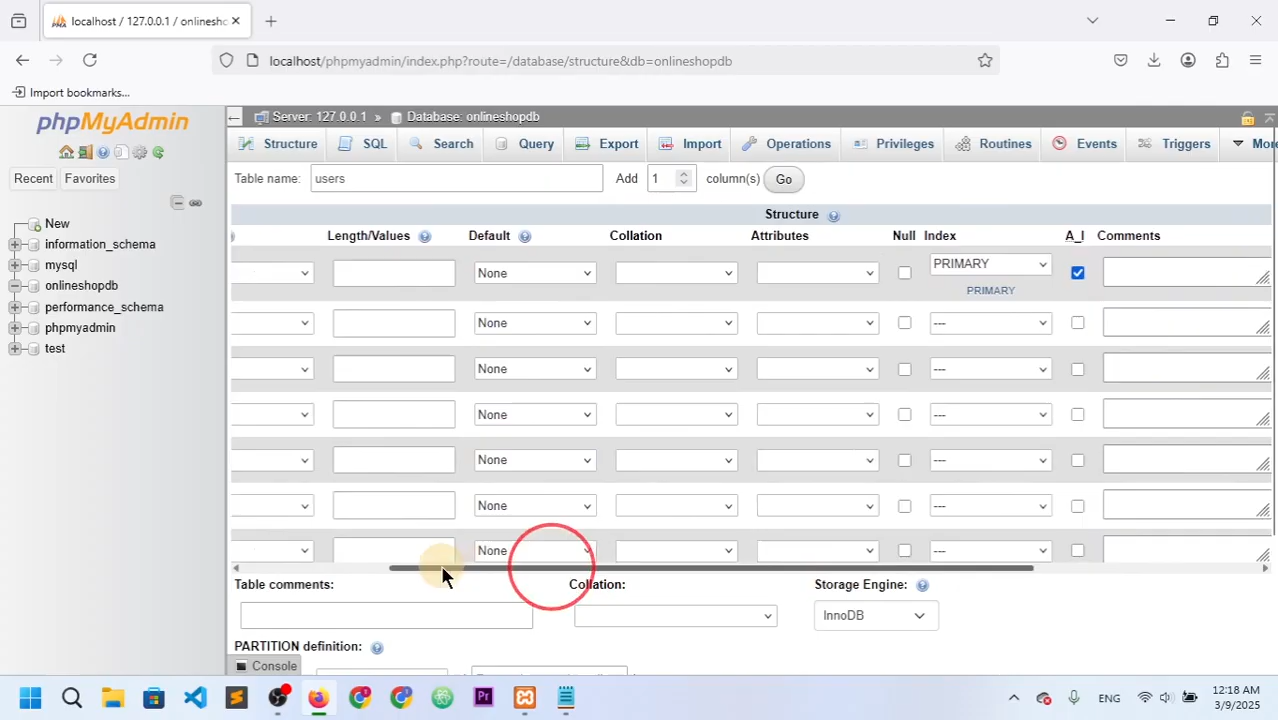 localhost / 127.0.0.1 / onlinesho
localhost/phpmyadmin/index.php?route=/database/structure&db=onlineshopdb
Import bookmarks...
phpMyAdmin
Recent
Favorites
New
information_schema
mysql
onlineshopdb
performance_schema
phpmyadmin
test
Server: 127.0.0.1 » Database: onlineshopdb
Structure SQL Search Query Export Import Operations Privileges Routines Events Triggers More
Table name: users Add 1 column(s) Go
Structure
Length/Values Default Collation Attributes Null Index A_I Comments
None PRIMARY
PRIMARY
None ---
None ---
None ---
None ---
None ---
None ---
Table comments: Collation: Storage Engine:
InnoDB
PARTITION definition:
Console
ENG 12:18 AM
3/9/2025